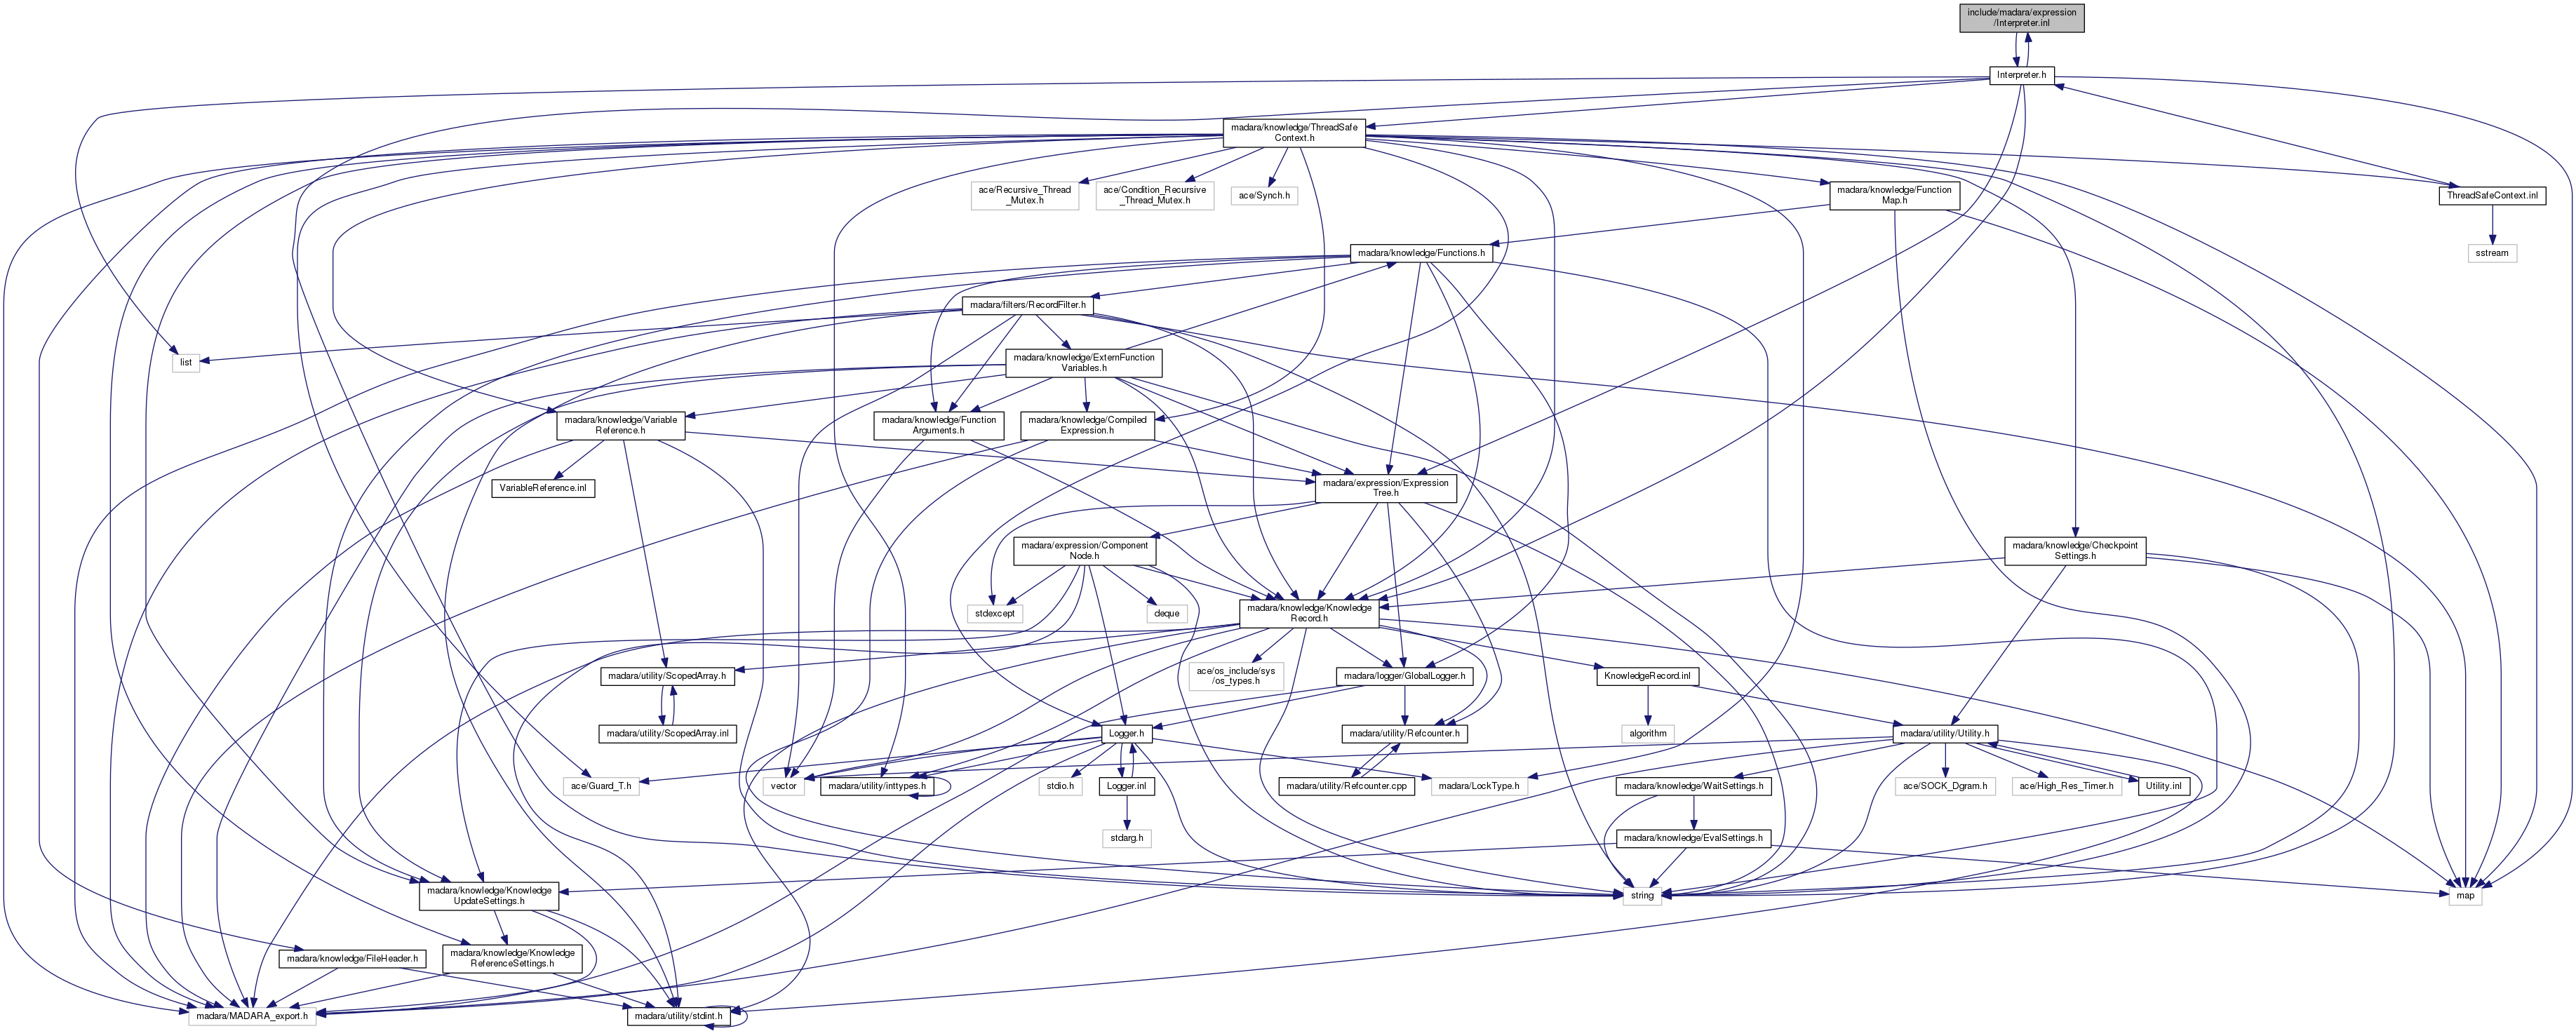 include/madara/expression
/Interpreter.inl
Interpreter.h
madara/knowledge/ThreadSafe
Context.h
ace/Recursive_Thread
_Mutex.h
ace/Condition_Recursive
_Thread_Mutex.h
ace/Synch.h
madara/knowledge/Function
Map.h
ThreadSafeContext.inl
madara/knowledge/Functions.h
sstream
madara/filters/RecordFilter.h
list
madara/knowledge/ExternFunction
Variables.h
madara/knowledge/Variable
Reference.h
madara/knowledge/Function
Arguments.h
madara/knowledge/Compiled
Expression.h
VariableReference.inl
madara/expression/Expression
Tree.h
madara/expression/Component
Node.h
madara/knowledge/Checkpoint
Settings.h
stdexcept
deque
madara/knowledge/Knowledge
Record.h
madara/utility/ScopedArray.h
ace/os_include/sys
/os_types.h
madara/logger/GlobalLogger.h
KnowledgeRecord.inl
madara/utility/ScopedArray.inl
Logger.h
madara/utility/Refcounter.h
algorithm
madara/utility/Utility.h
ace/Guard_T.h
vector
madara/utility/inttypes.h
stdio.h
Logger.inl
madara/utility/Refcounter.cpp
madara/LockType.h
madara/knowledge/WaitSettings.h
ace/SOCK_Dgram.h
ace/High_Res_Timer.h
Utility.inl
stdarg.h
madara/knowledge/EvalSettings.h
madara/knowledge/Knowledge
UpdateSettings.h
string
map
madara/knowledge/FileHeader.h
madara/knowledge/Knowledge
ReferenceSettings.h
madara/MADARA_export.h
madara/utility/stdint.h